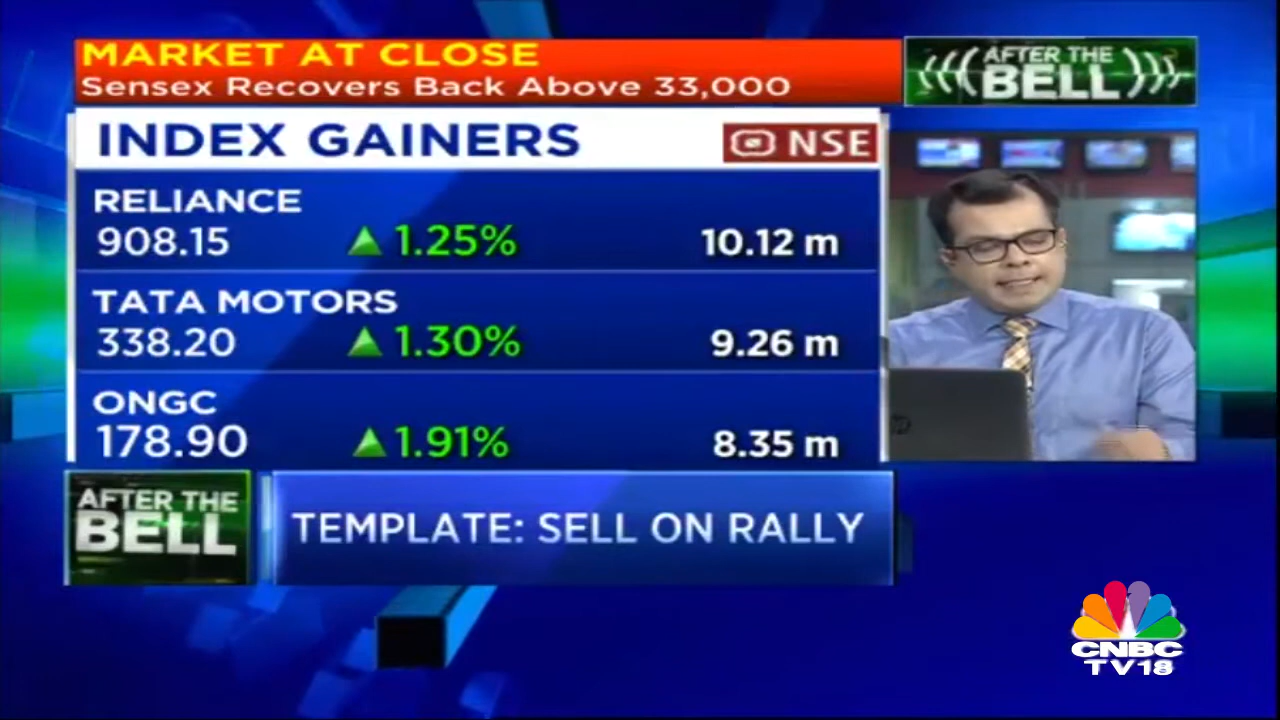 MARKET AT CLOSE
Sensex Recovers Back Above 33,000
AFTER THE
BELL
INDEX GAINERS
NSE
RELIANCE
908.15 1.25% 10.12 m
TATA MOTORS
338.20 1.30% 9.26 m
ONGC
178.90 1.91% 8.35 m
AFTER THE
BELL
TEMPLATE: SELL ON RALLY
CNBC
TV18